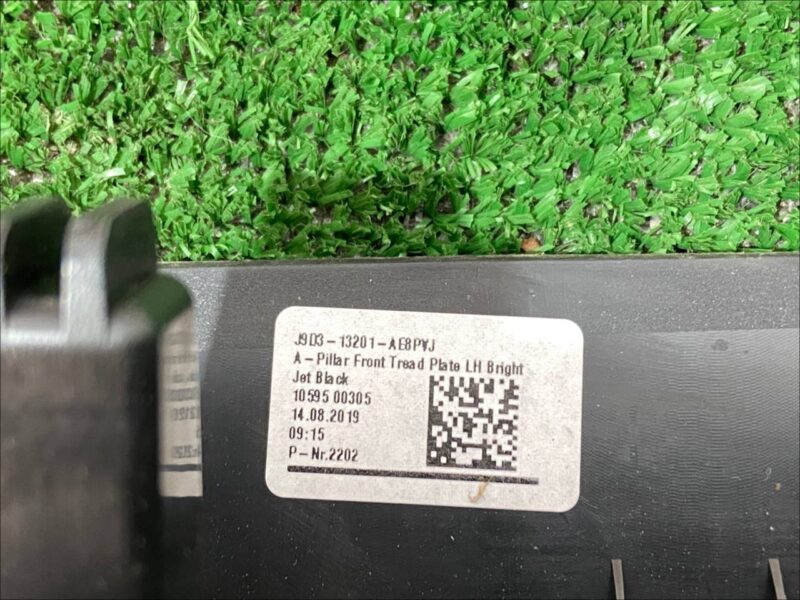 J9D3-13201-AE8PVJ
A-Pillar Front Tread Plate LH Bright
Jet Black
10595 00305
14.08.2019
09:15
P-Nr.2202